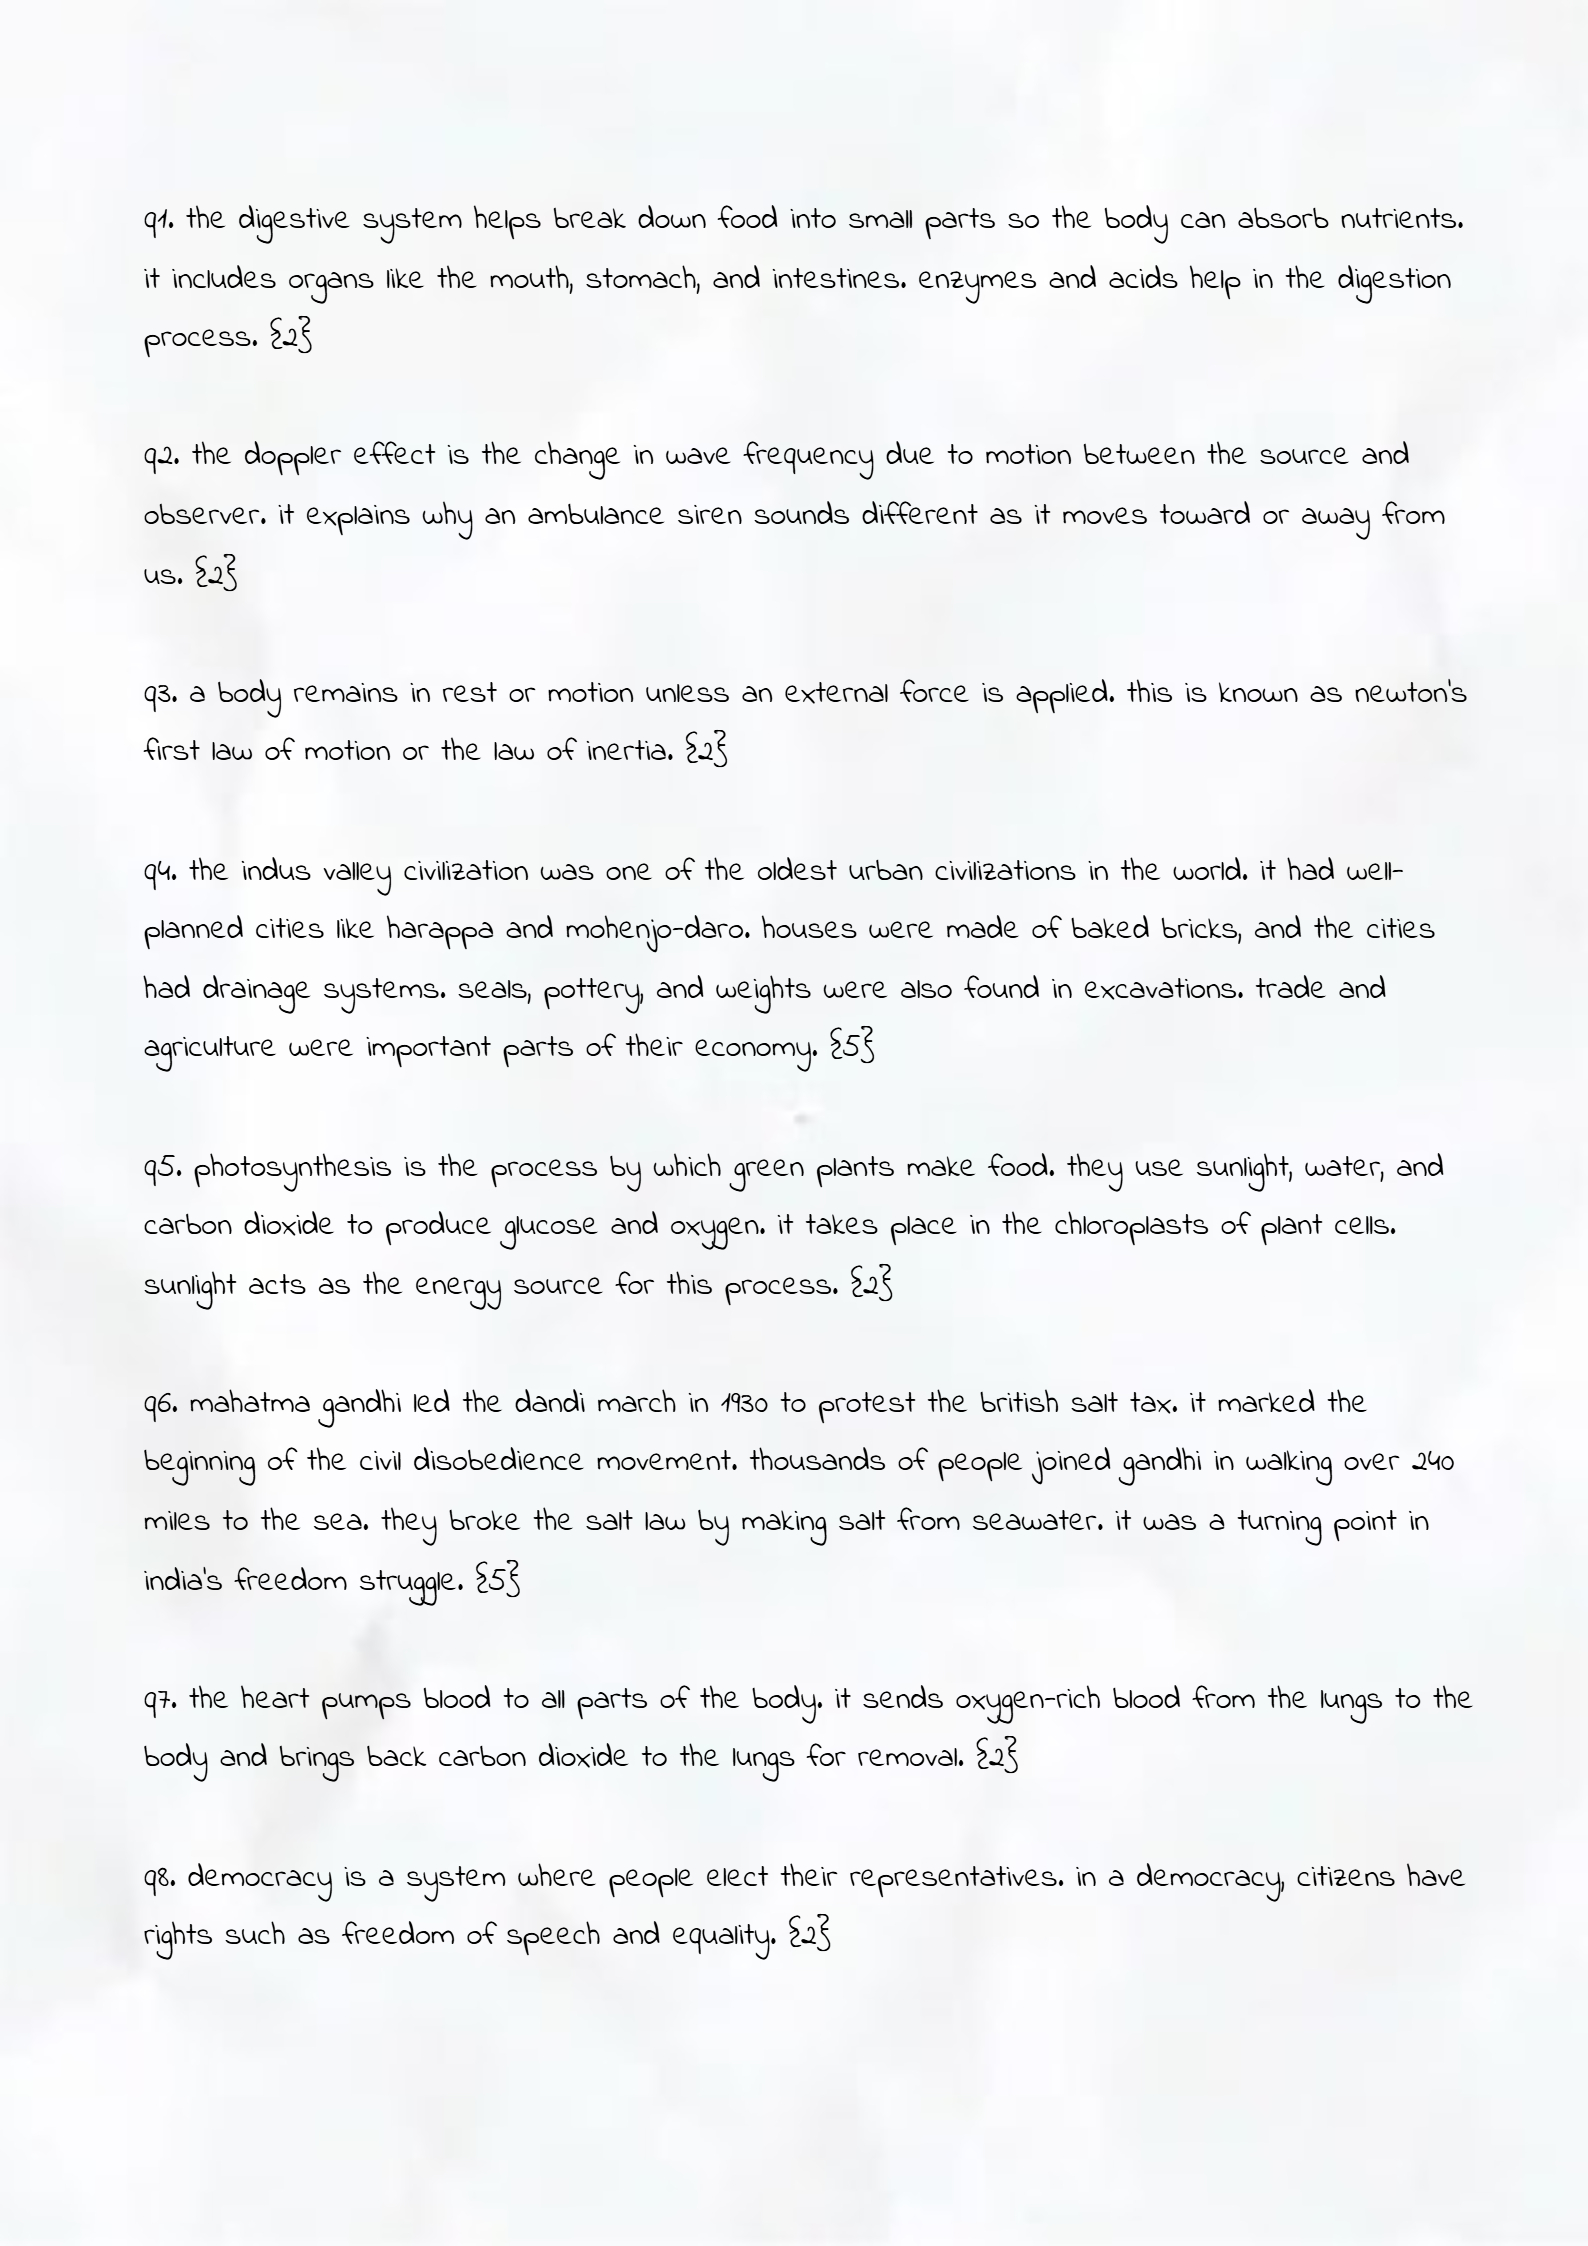 q1. the digestive system helps break down food into small parts so the body can absorb nutrients.
it includes organs like the mouth, stomach, and intestines. enzymes and acids help in the digestion
process. {2}
q2. the doppler effect is the change in wave frequency due to motion between the source and
observer. it explains why an ambulance siren sounds different as it moves toward or away from
us. {2}
q3. a body remains in rest or motion unless an external force is applied. this is known as newton's
first law of motion or the law of inertia. {2}
q4. the indus valley civilization was one of the oldest urban civilizations in the world. it had well-
planned cities like harappa and mohenjo-daro. houses were made of baked bricks, and the cities
had drainage systems. seals, pottery, and weights were also found in excavations. trade and
agriculture were important parts of their economy. {5}
q5. photosynthesis is the process by which green plants make food. they use sunlight, water, and
carbon dioxide to produce glucose and oxygen. it takes place in the chloroplasts of plant cells.
sunlight acts as the energy source for this process. {2}
q6. mahatma gandhi led the dandi march in 1930 to protest the british salt tax. it marked the
beginning of the civil disobedience movement. thousands of people joined gandhi in walking over 240
miles to the sea. they broke the salt law by making salt from seawater. it was a turning point in
india's freedom struggle. {5}
q7. the heart pumps blood to all parts of the body. it sends oxygen-rich blood from the lungs to the
body and brings back carbon dioxide to the lungs for removal. {2}
q8. democracy is a system where people elect their representatives. in a democracy, citizens have
rights such as freedom of speech and equality. {2}